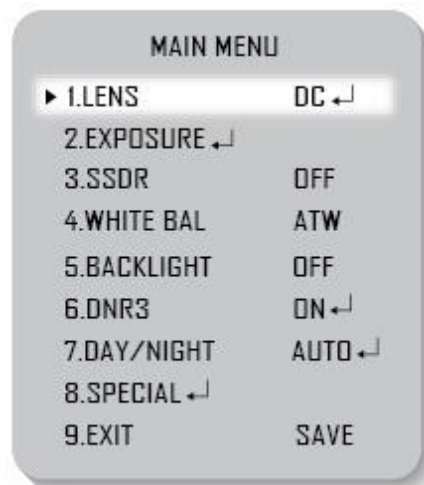 MAIN MENU
▶ 1.LENS DC ↵
2.EXPOSURE ↵
3.SSDR OFF
4.WHITE BAL ATW
5.BACKLIGHT OFF
6.DNR3 ON ↵
7.DAY/NIGHT AUTO ↵
8.SPECIAL ↵
9.EXIT SAVE